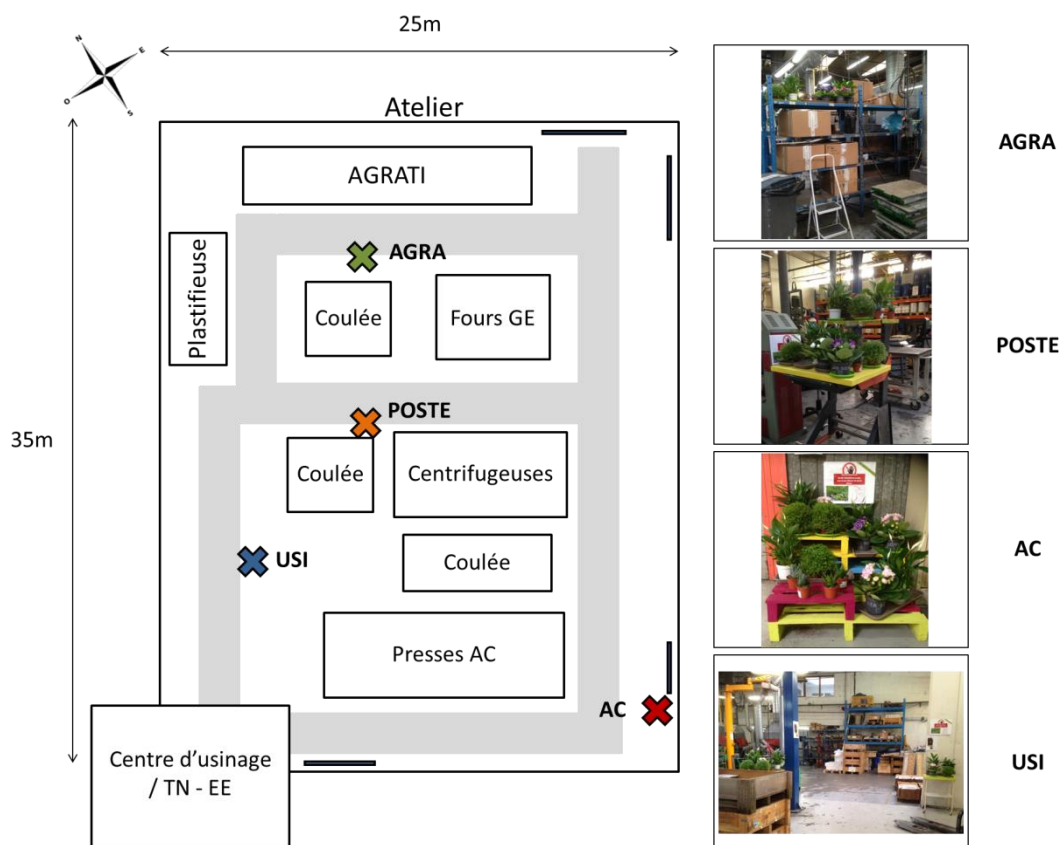 25m
N
E
O
S
Atelier
35m
AGRATI
Plastifieuse
AGRA
Coulée
Fours GE
POSTE
Coulée
Centrifugeuses
USI
Coulée
Presses AC
AC
Centre d'usinage
/ TN - EE
AGRA
POSTE
AC
USI